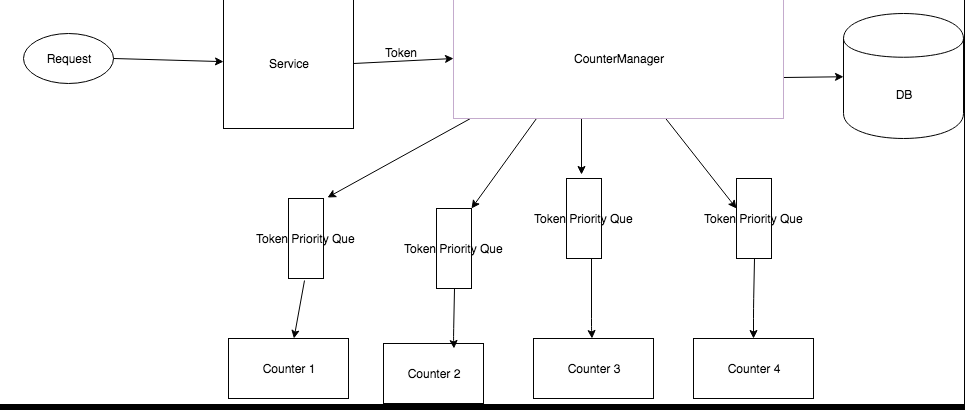 Request
Service
Token
CounterManager
DB
Token Priority Que
Token Priority Que
Token Priority Que
Token Priority Que
Counter 1
Counter 2
Counter 3
Counter 4